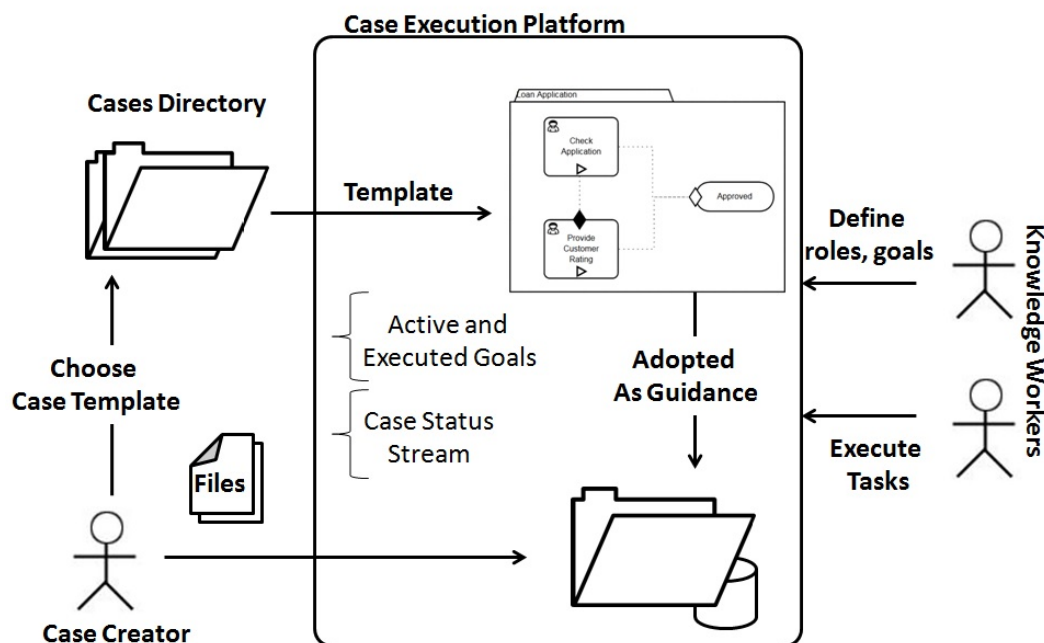 Case Execution Platform
Cases Directory
Loan Application
Check
Application
Approved
Provide
Customer
Rating
Template
Define
roles, goals
Knowledge Workers
Active and
Executed Goals
Choose
Case Template
Adopted
As Guidance
Case Status
Stream
Execute
Tasks
Files
Case Creator